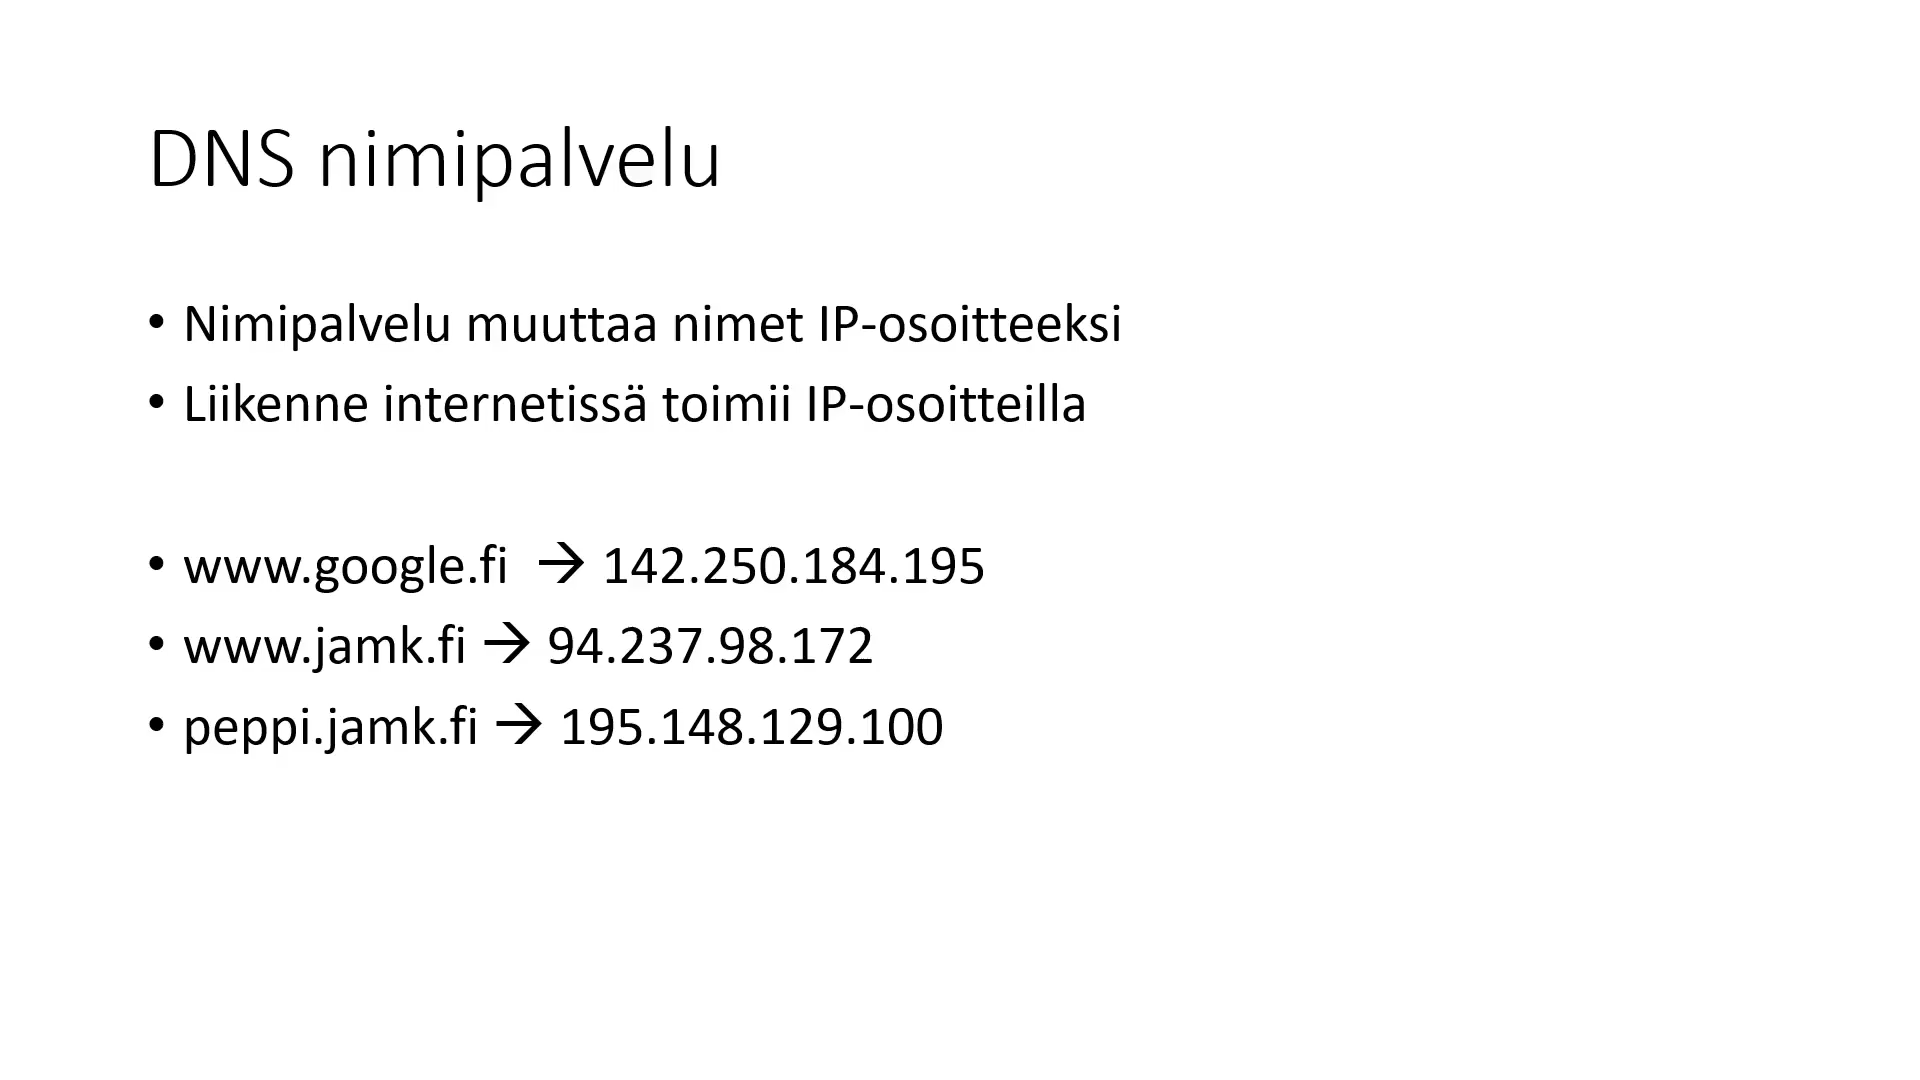 DNS nimipalvelu
• Nimipalvelu muuttaa nimet IP-osoitteeksi
• Liikenne internetissä toimii IP-osoitteilla
• www.google.fi → 142.250.184.195
• www.jamk.fi → 94.237.98.172
• peppi.jamk.fi → 195.148.129.100